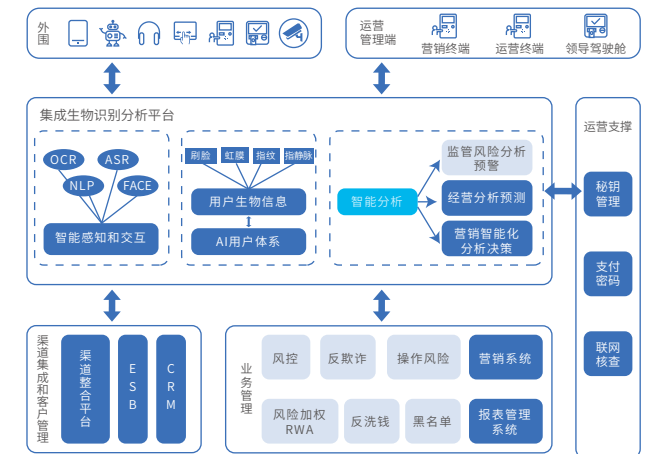 外
围
运营
管理端
营销终端
运营终端
领导驾驶舱
集成生物识别分析平台
OCR
ASR
NLP
FACE
智能感知和交互
刷脸
虹膜
指纹
指静脉
用户生物信息
AI用户体系
智能分析
监管风险分析
预警
经营分析预测
营销智能化
分析决策
运营支撑
秘钥
管理
支付
密码
联网
核查
渠道集成和客户管理
渠道整合平台
ESB
CRM
业务管理
风控
反欺诈
操作风险
营销系统
风险加权
RWA
反洗钱
黑名单
报表管理
系统